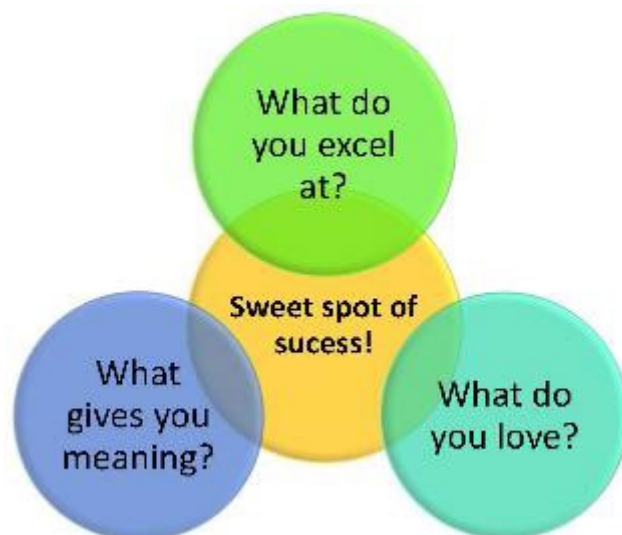 What do
you excel
at?
Sweet spot of
sucess!
What
gives you
meaning?
What do
you love?